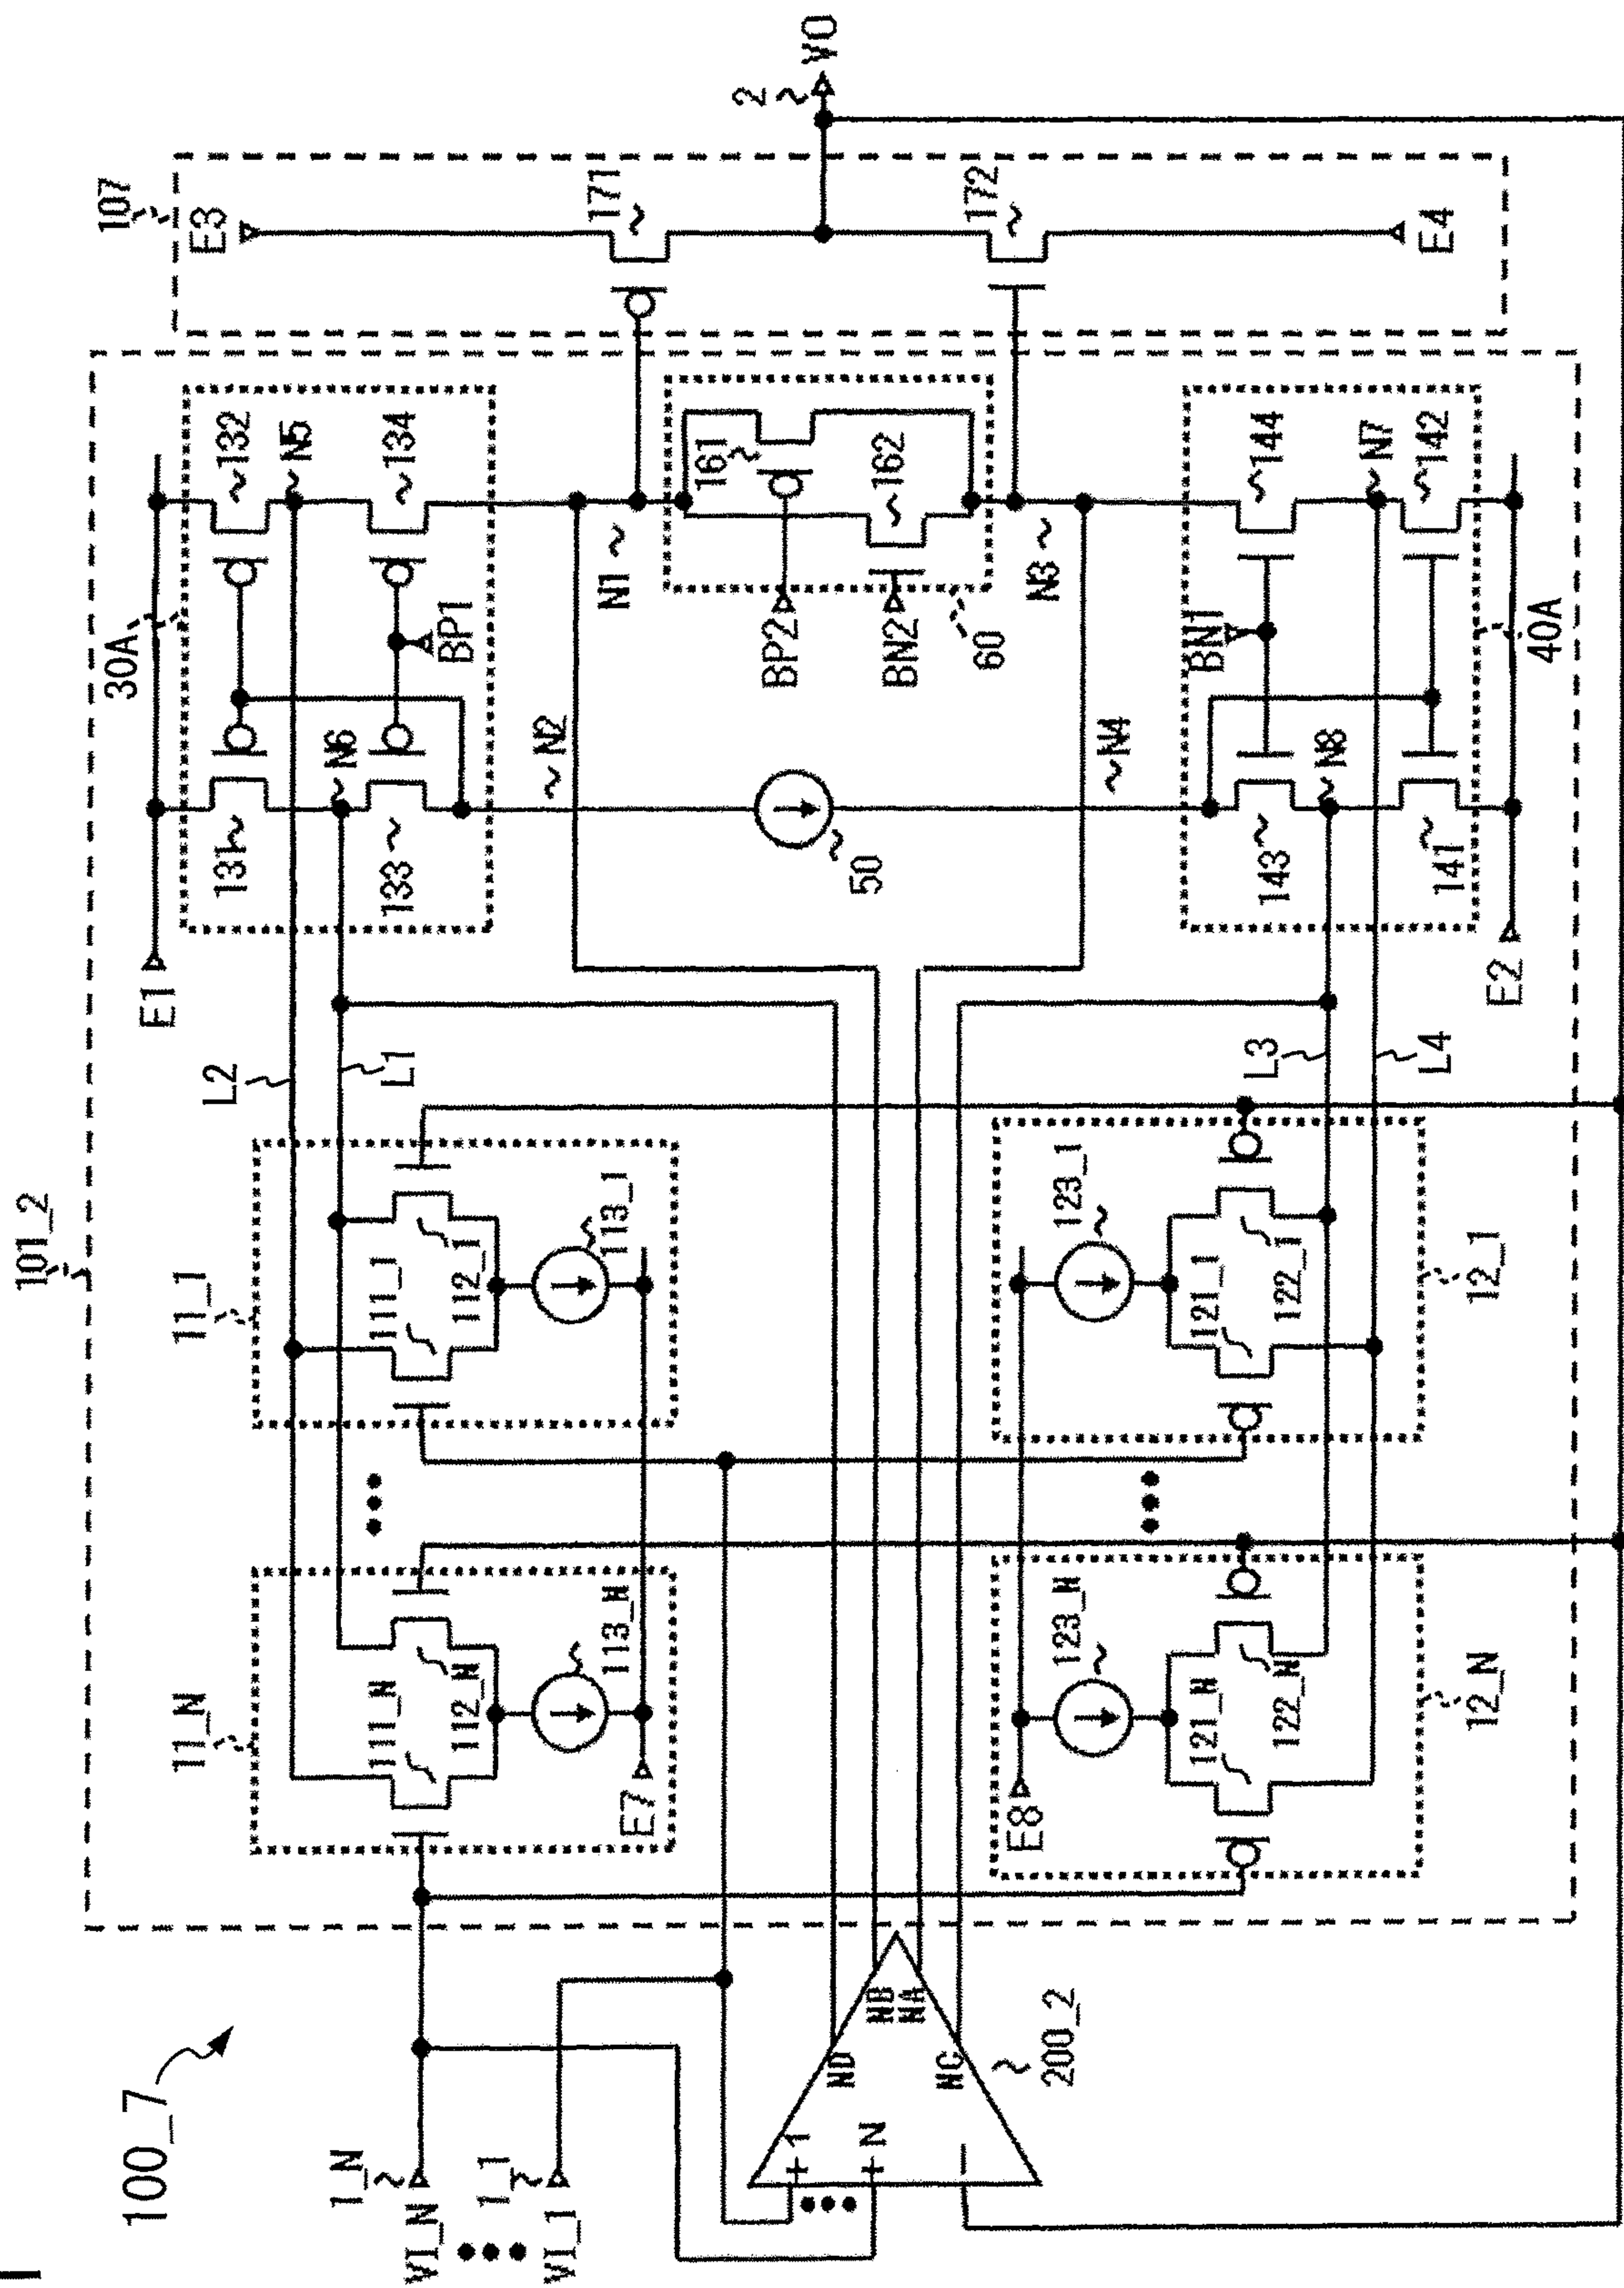 100_7
101_2
107
E3
171
172
E4
2
VO
30A
132
N5
134
131
N6
133
BP1
E1
N1
N2
161
162
BP2
BN2
60
N3
N4
50
BN1
144
N7
142
143
N8
141
40A
E2
L2
L1
L3
L4
11_1
111_1
112_1
113_1
123_1
121_1
122_1
12_1
11_N
111_N
112_N
113_N
E7
E8
123_N
121_N
122_N
12_N
1_N
VI_N
1_1
VI_1
+ 1
+ N
−
ND
NB
NA
NC
200_2